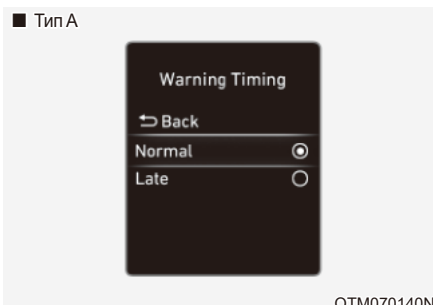 ■ Тип A
Warning Timing
Back
Normal
Late
OTM070140N